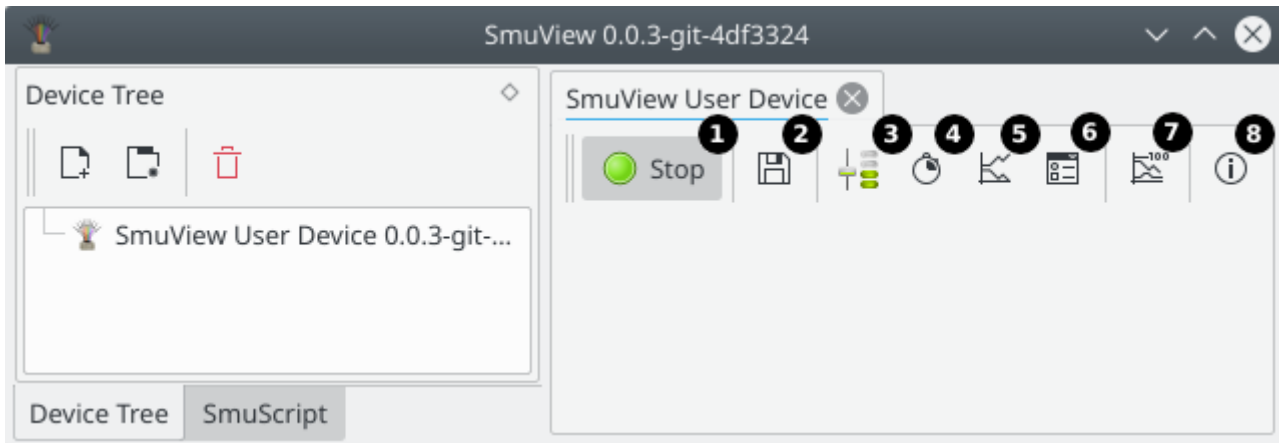 SmuView 0.0.3-git-4df3324
Device Tree
SmuView User Device 0.0.3-git-...
Device Tree
SmuScript
SmuView User Device
1
2
3
4
5
6
7
8
Stop
100